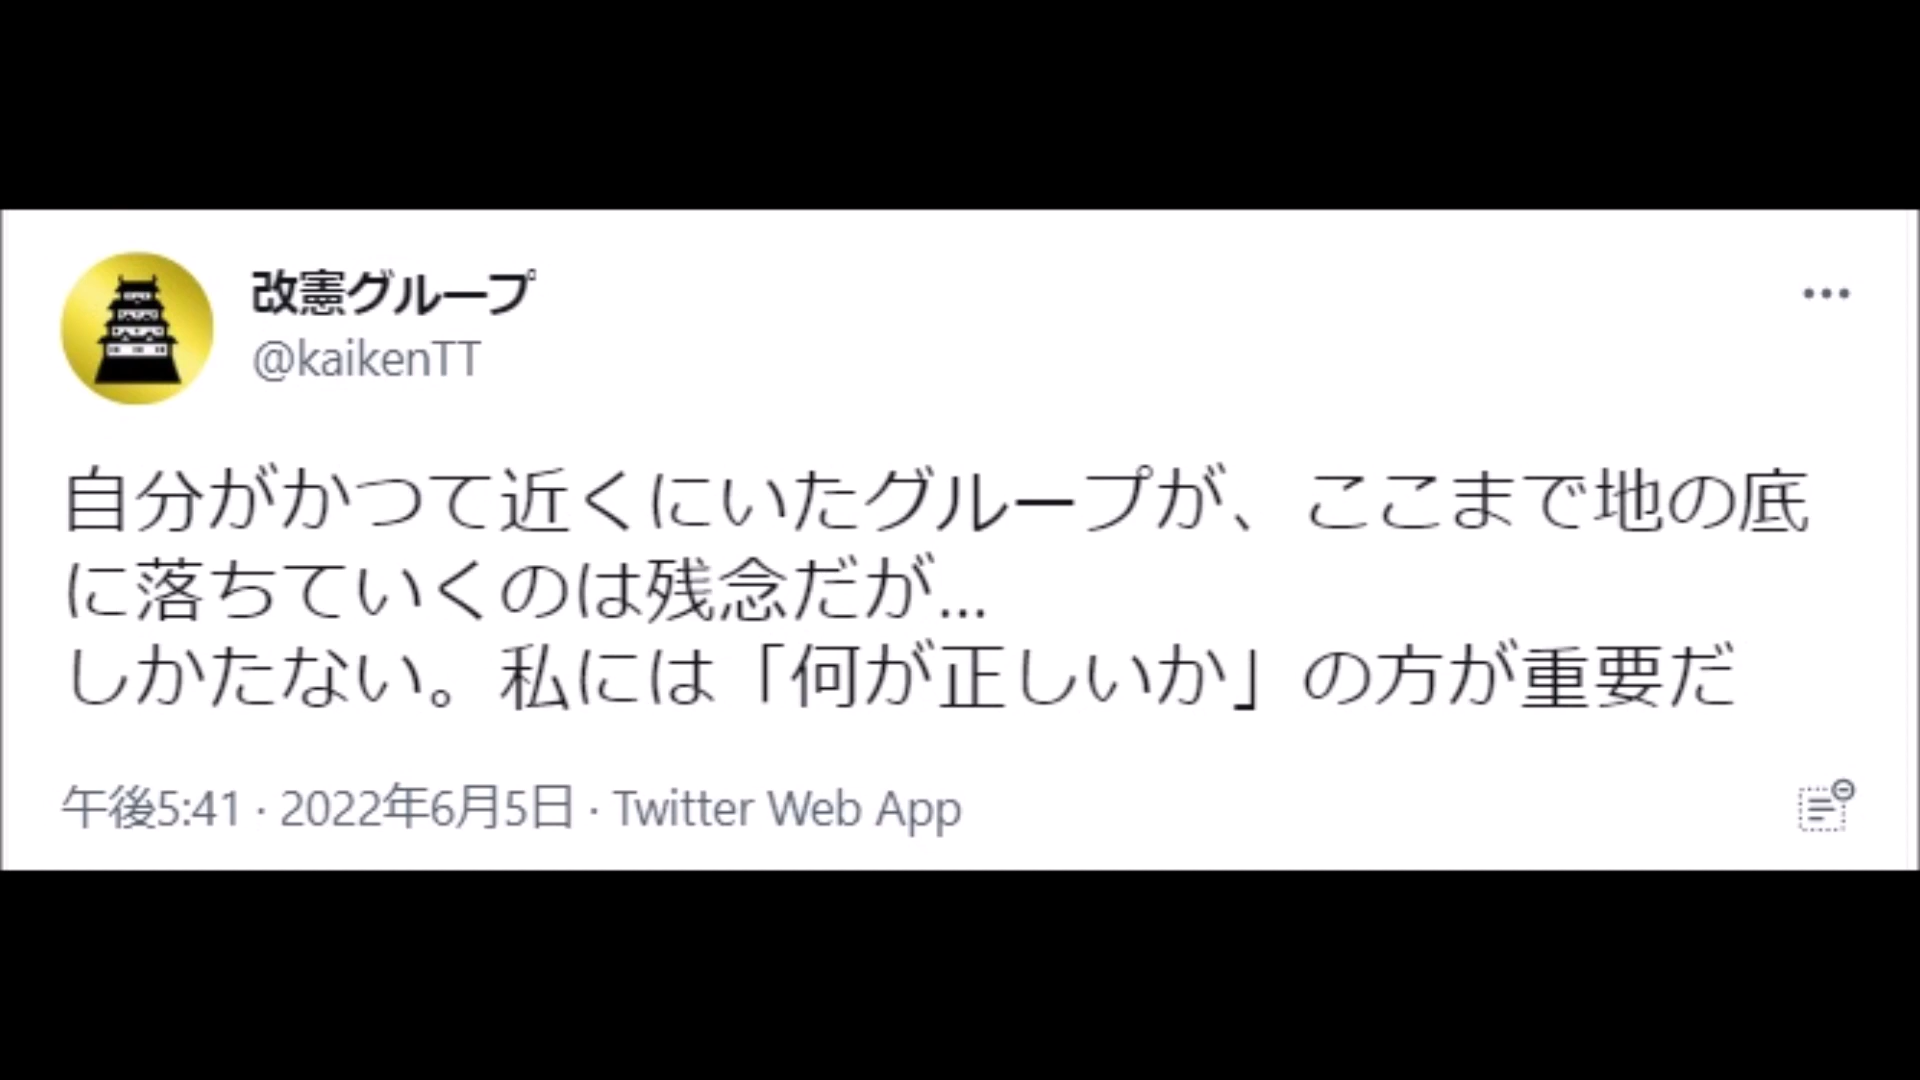 改憲グループ
@kaikenTT
自分がかつて近くにいたグループが、ここまで地の底
に落ちていくのは残念だが...
しかたない。私には「何が正しいか」の方が重要だ
午後5:41 · 2022年6月5日 · Twitter Web App